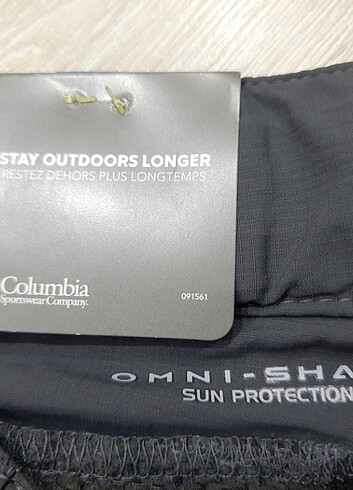 STAY OUTDOORS LONGER
RESTEZ DEHORS PLUS LONGTEMPS
Columbia
Sportswear Company.
091561
OMNI-SHA
SUN PROTECTION